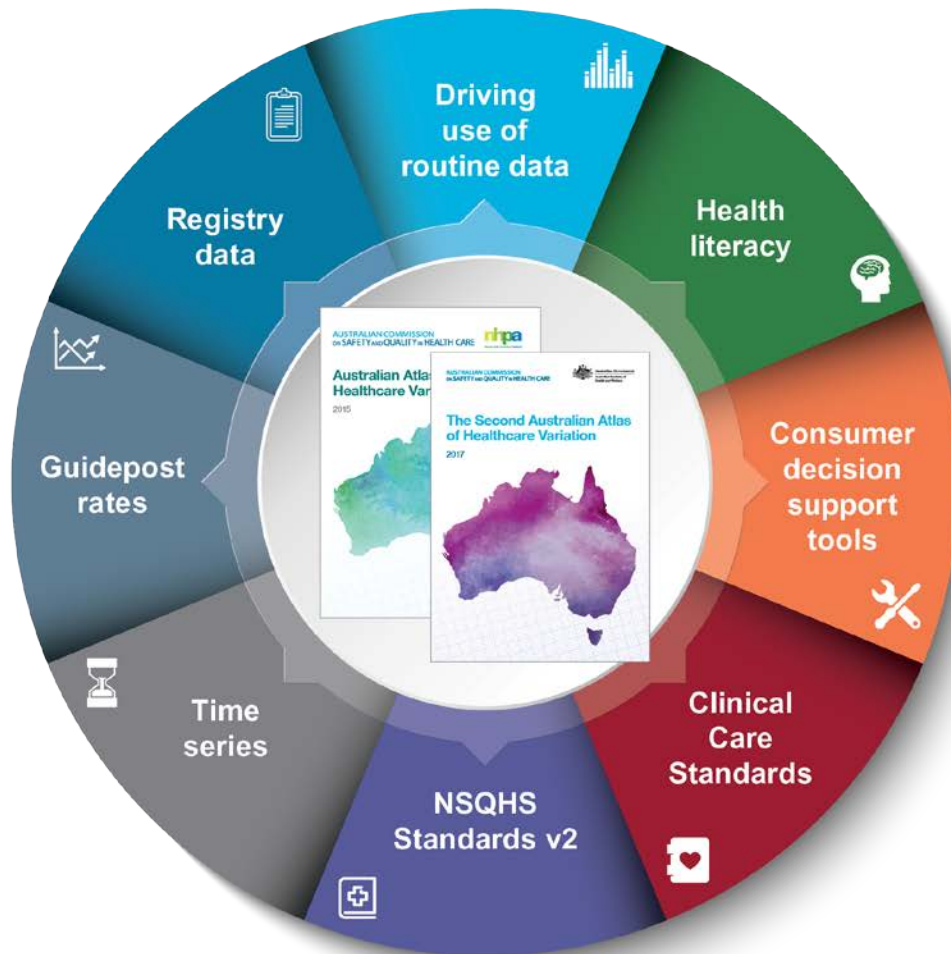 Driving
use of
routine data
Health
literacy
Consumer
decision
support
tools
Clinical
Care
Standards
NSQHS
Standards v2
Time
series
Guidepost
rates
Registry
data
AUSTRALIAN COMMISSION
ON SAFETY AND QUALITY IN HEALTH CARE
nhpa
Australian Atlas
Healthcare Var
2015
AUSTRALIAN COMMISSION
ON SAFETY AND QUALITY IN HEALTH CARE
The Second Australian Atlas
of Healthcare Variation
2017